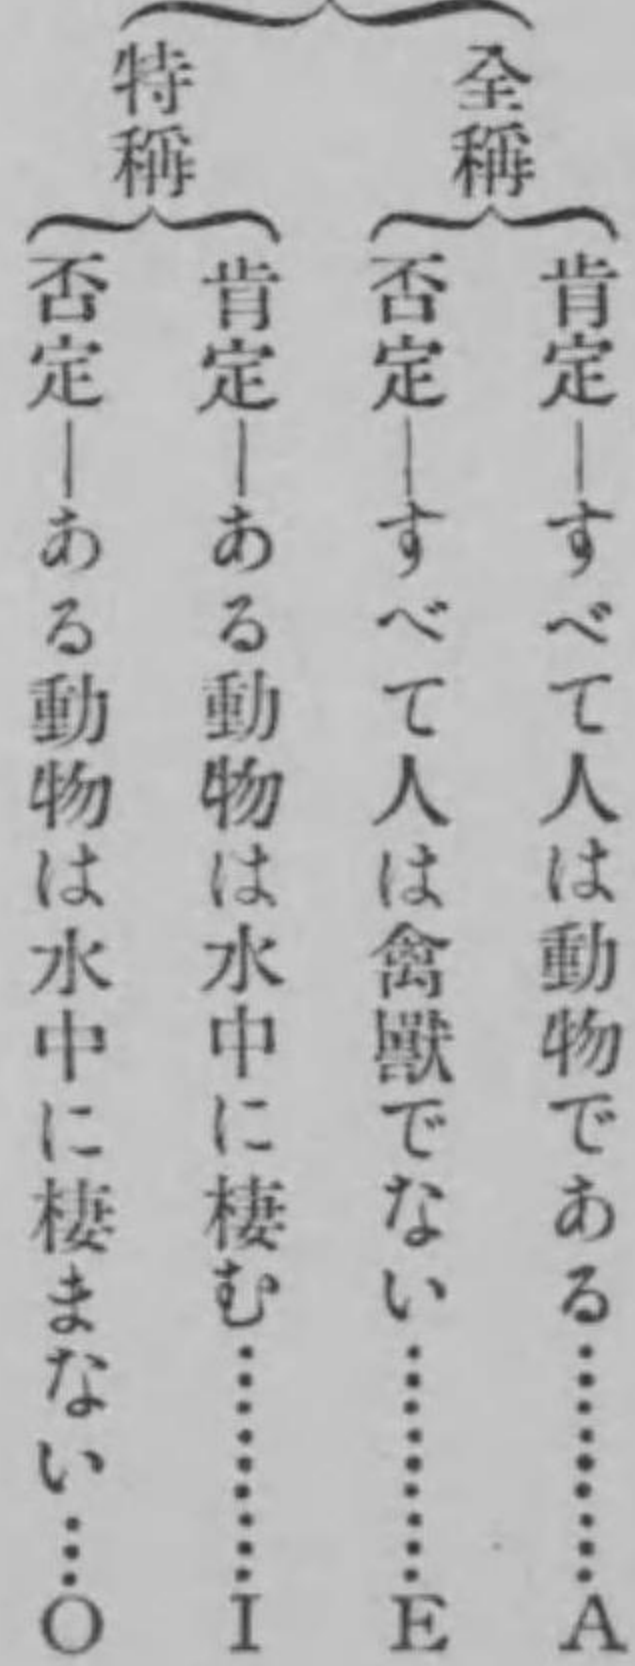 全稱
肯定―すべて人は動物である………A
否定―すべて人は禽獸でない………E
特稱
肯定―ある動物は水中に棲む………I
否定―ある動物は水中に棲まない…O